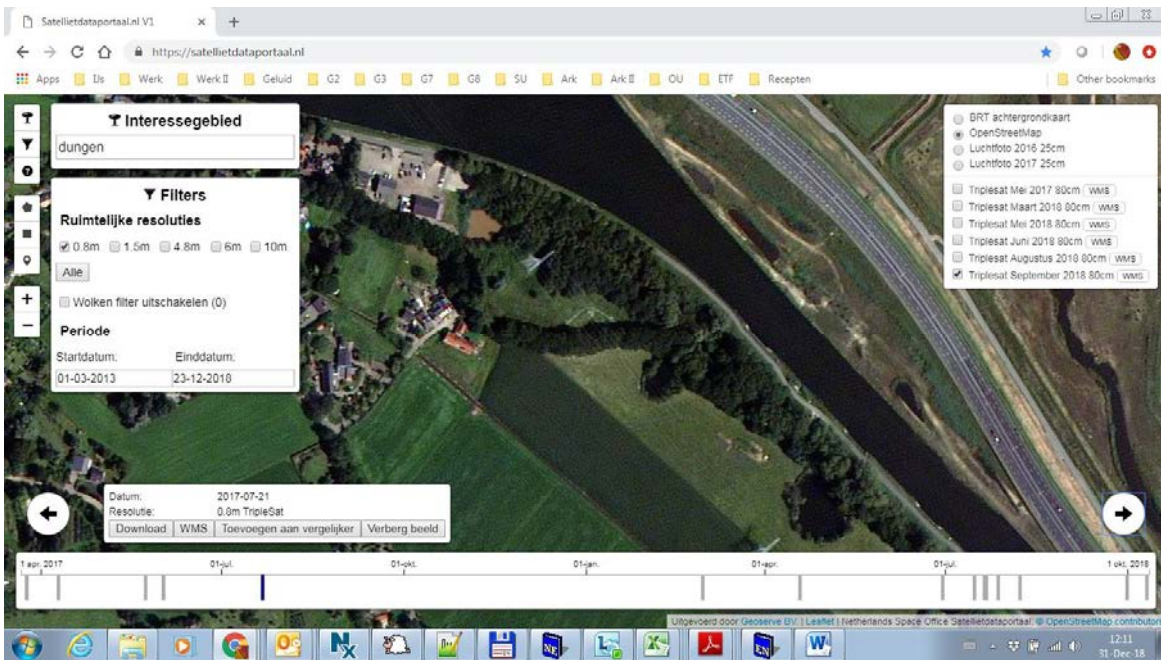 Satellietdataportaal.nl V1
https://satellietdataportaal.nl
Apps IJs Werk Werk II Geluid G2 G3 G7 G8 SU Ark Ark II OU ETF Recepten Other bookmarks
Interessegebied
dungen
Filters
Ruimtelijke resoluties
0.8m 1.5m 4.8m 6m 10m
Alle
Wolken filter uitschakelen (0)
Periode
Startdatum: Einddatum:
01-03-2013 23-12-2018
BRT achtergrondkaart
OpenStreetMap
Luchtfoto 2016 25cm
Luchtfoto 2017 25cm
Triplesat Mei 2017 80cm WMS
Triplesat Maart 2018 80cm WMS
Triplesat Mei 2018 80cm WMS
Triplesat Juni 2018 80cm WMS
Triplesat Augustus 2018 80cm WMS
Triplesat September 2018 80cm WMS
Datum: 2017-07-21
Resolutie: 0.8m TripleSat
Download WMS Toevoegen aan vergelijker Verberg beeld
1 apr. 2017 01-jul. 01-okt. 01-jan. 01-apr. 01-jul. 1 okt. 2018
Uitgevoerd door Geoserve BV. | Leaflet | Netherlands Space Office Satellietdataportaal, © OpenStreetMap contributors
12:11
31-Dec-18